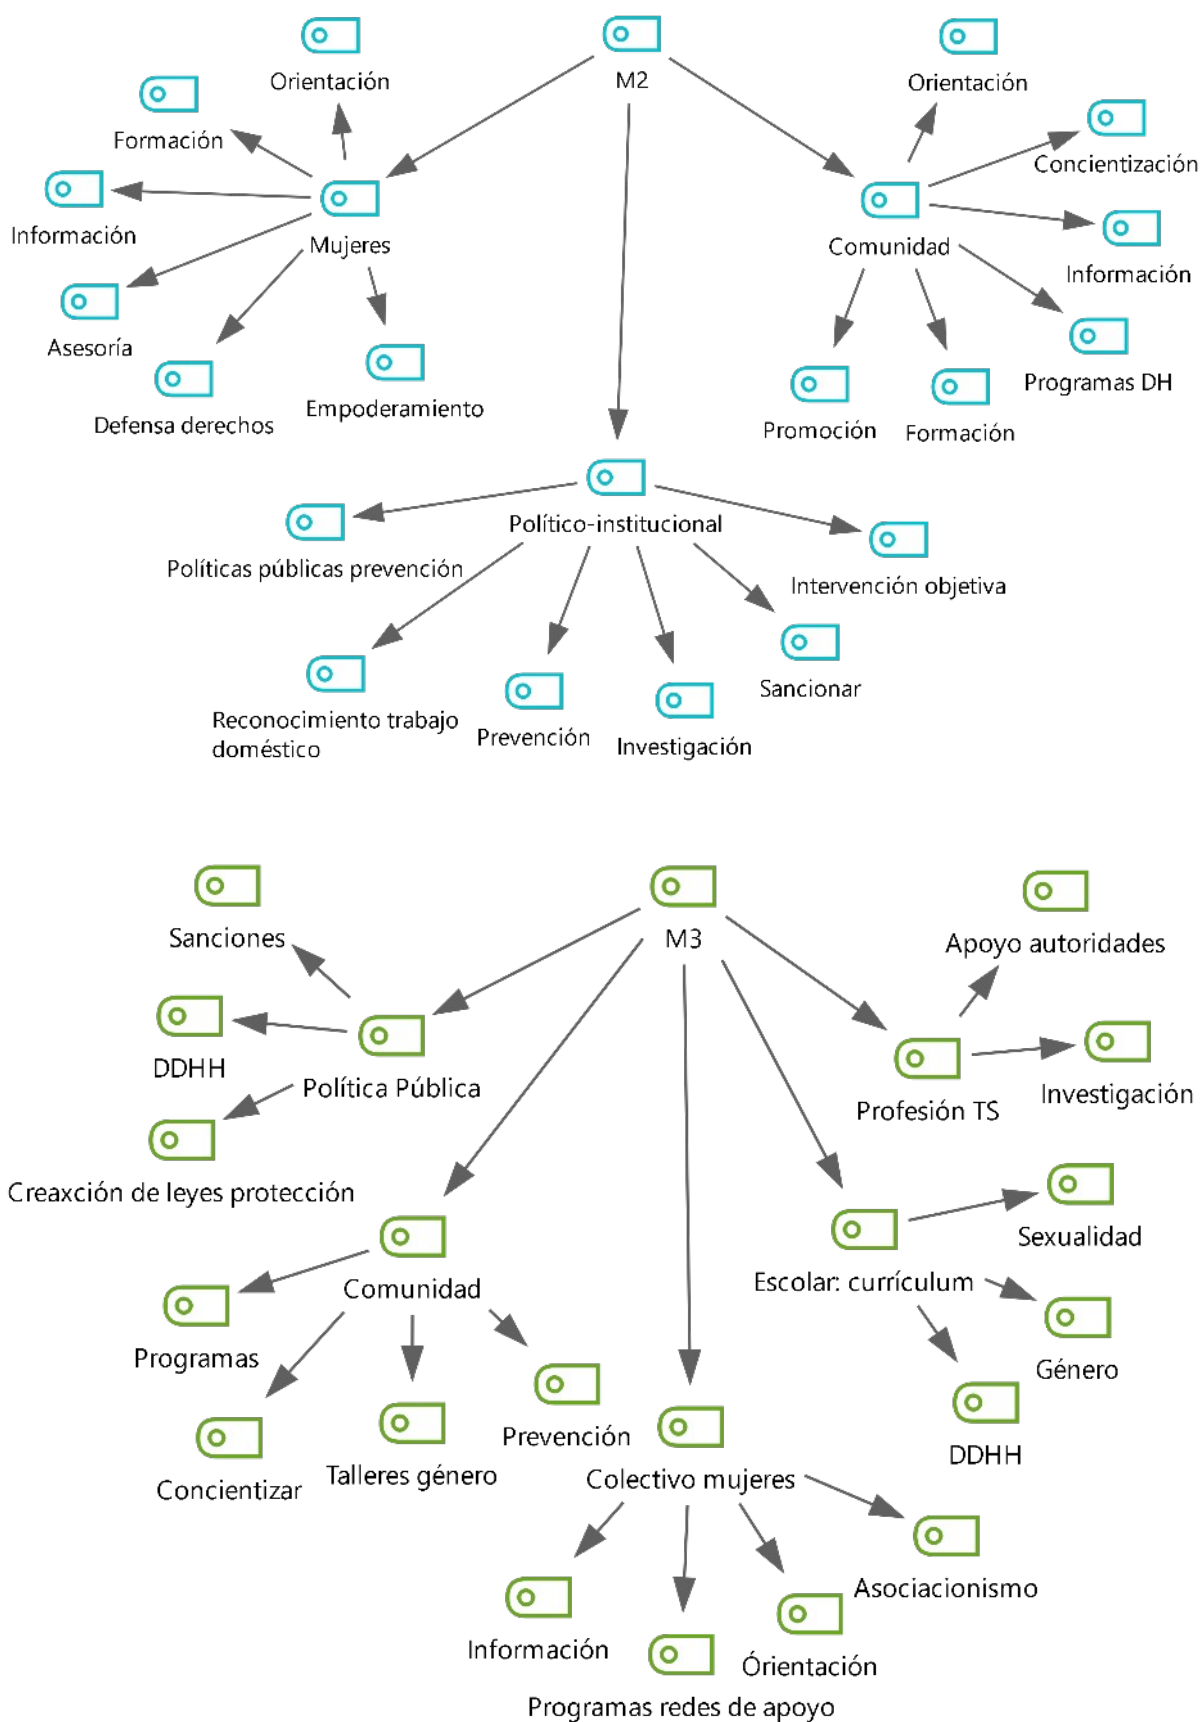 M2
Orientación
Orientación
Formación
Concientización
Información
Mujeres
Comunidad
Información
Asesoría
Defensa derechos
Empoderamiento
Programas DH
Promoción
Formación
Político-institucional
Políticas públicas prevención
Intervención objetiva
Reconocimiento trabajo
doméstico
Prevención
Investigación
Sancionar
M3
Sanciones
Apoyo autoridades
DDHH
Política Pública
Profesión TS
Investigación
Creaxción de leyes protección
Sexualidad
Comunidad
Escolar: currículum
Programas
Género
Concientizar
Talleres género
Prevención
DDHH
Colectivo mujeres
Asociacionismo
Información
Órientación
Programas redes de apoyo